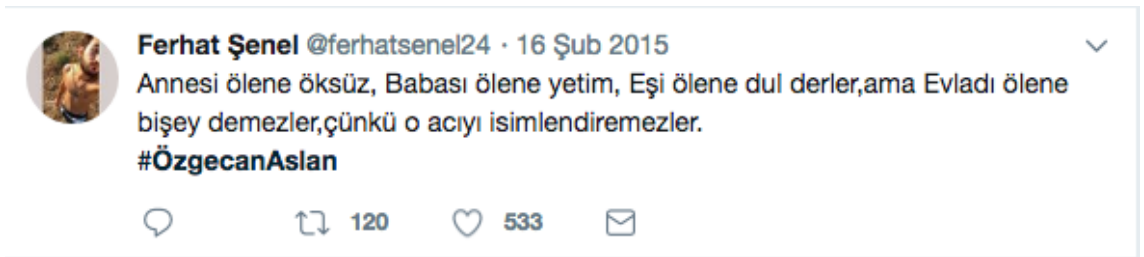 Ferhat Şenel @ferhatsenel24 · 16 Şub 2015
Annesi ölene öksüz, Babası ölene yetim, Eşi ölene dul derler,ama Evladı ölene
bişey demezler,çünkü o acıyı isimlendiremezler.
#ÖzgecanAslan
120 533